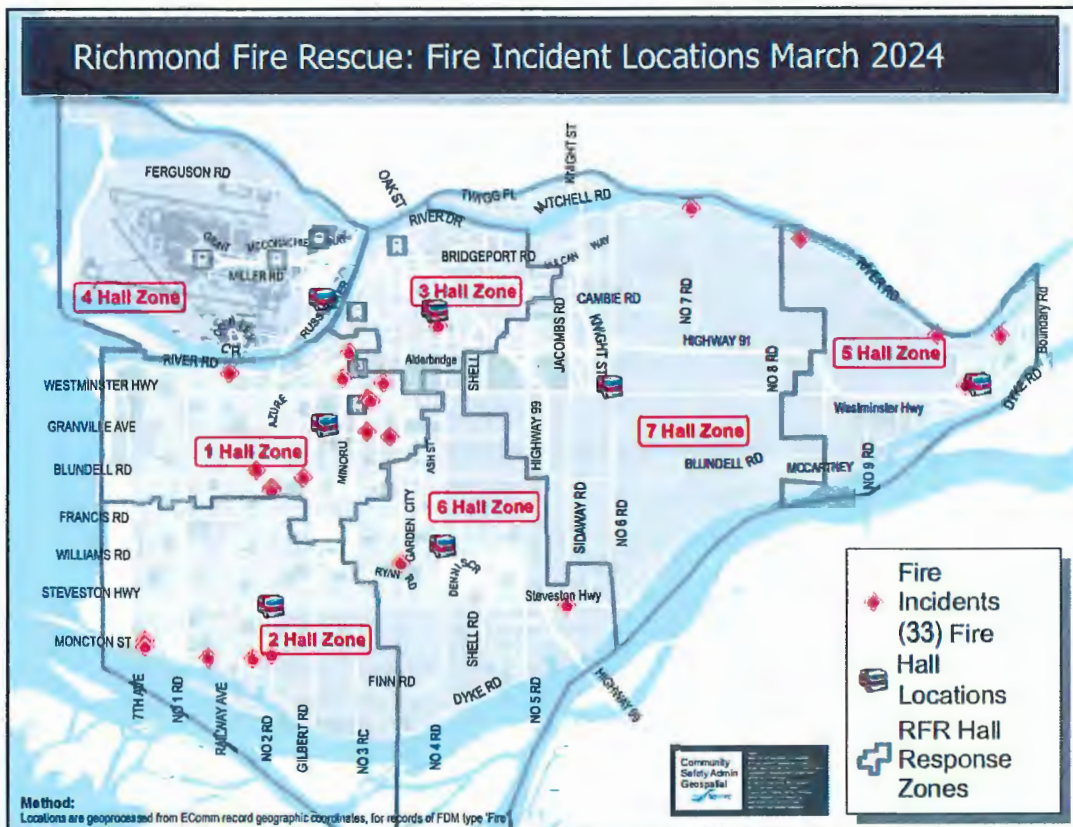 Richmond Fire Rescue: Fire Incident Locations March 2024
KNIGHT ST
OAK ST
TWIGG PL
MITCHELL RD
FERGUSON RD
RIVER DR
BRIDGEPORT RD
VULCAN WAY
MILLER RD
4 Hall Zone
3 Hall Zone
CAMBIE RD
NO 7 RD
RIVER RD
JACOBMS RD
KNIGHT ST
HIGHWAY 91
Boundary Rd
RIVER RD
Alderbridge
SHELL
NO 8 RD
5 Hall Zone
WESTMINSTER HWY
DYKE RD
AZURE
Westminster Hwy
GRANVILLE AVE
HIGHWAY 99
7 Hall Zone
1 Hall Zone
MINORU
ASH ST
BLUNDELL RD
BLUNDELL RD
MCCARTNEY
NO 9 RD
6 Hall Zone
FRANCIS RD
GARDEN CITY
SIDAWAY RD
NO 6 RD
WILLIAMS RD
RYAN RD
DENNIS CR
STEVESTON HWY
Steveston Hwy
MONCTON ST
2 Hall Zone
SHELL RD
FINN RD
DYKE RD
HIGHWAY 99
7TH AVE
NO 1 RD
RAILWAY AVE
NO 2 RD
GILBERT RD
NO 3 RD
NO 4 RD
NO 5 RD
Fire
Incidents
(33) Fire
Hall
Locations
RFR Hall
Response
Zones
Community
Safety Admin
Geospatial
Method:
Locations are geoprocessed from EComm record geographic coordinates, for records of FDM type 'Fire'